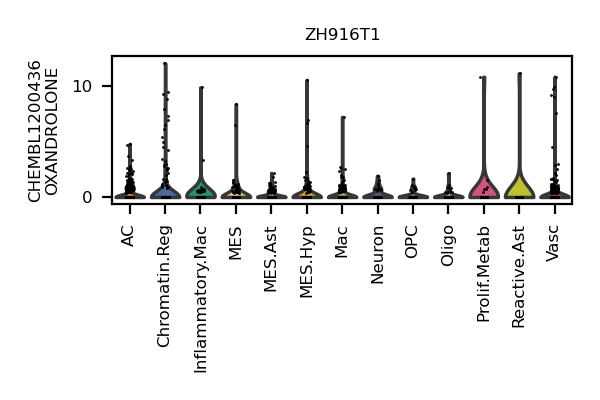 ZH916T1
CHEMBL1200436
OXANDROLONE
10
0
AC
Chromatin.Reg
Inflammatory.Mac
MES
MES.Ast
MES.Hyp
Mac
Neuron
OPC
Oligo
Prolif.Metab
Reactive.Ast
Vasc